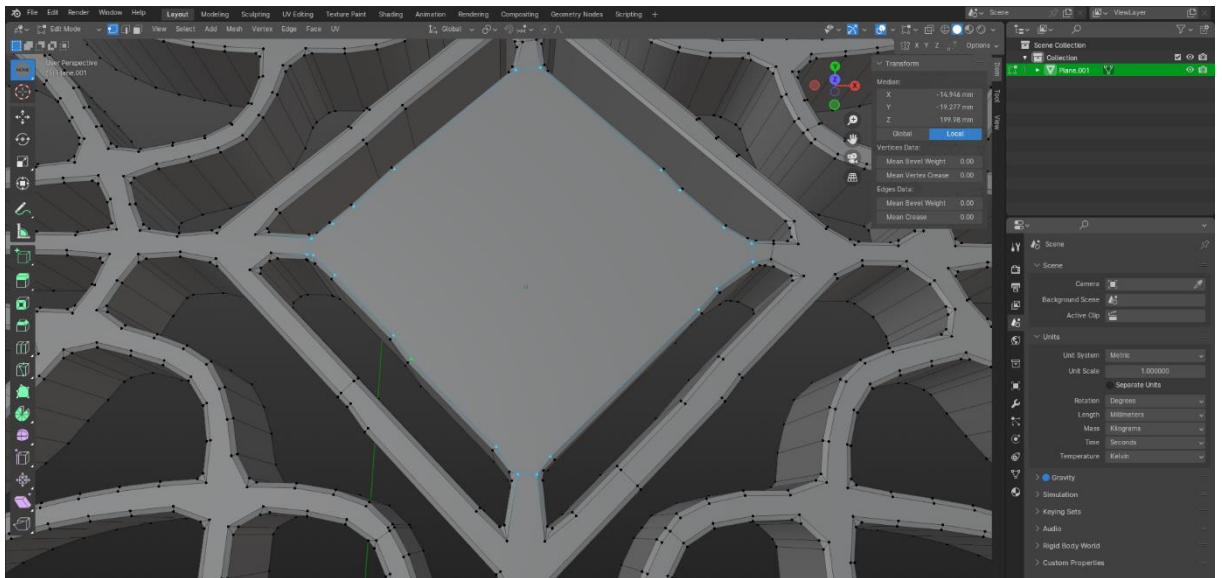 File Edit Render Window Help Layout Modeling Sculpting UV Editing Texture Paint Shading Animation Rendering Compositing Geometry Nodes Scripting + Scene ViewLayer
Edit Mode View Select Add Mesh Vertex Edge Face UV Global
X Y Z Options
User Perspective
Plane.001
Transform
Median:
X -14.946 mm
Y -19.277 mm
Z 199.98 mm
Global Local
Vertices Data:
Mean Bevel Weight 0.00
Mean Vertex Crease 0.00
Edges Data:
Mean Bevel Weight 0.00
Mean Crease 0.00
Item
Tool
View
Y
Z
X
Scene Collection
Collection
Plane.001
Scene
Scene
Camera
Background Scene
Active Clip
Units
Unit System Metric
Unit Scale 1.000000
Separate Units
Rotation Degrees
Length Millimeters
Mass Kilograms
Time Seconds
Temperature Kelvin
Gravity
Simulation
Keying Sets
Audio
Rigid Body World
Custom Properties